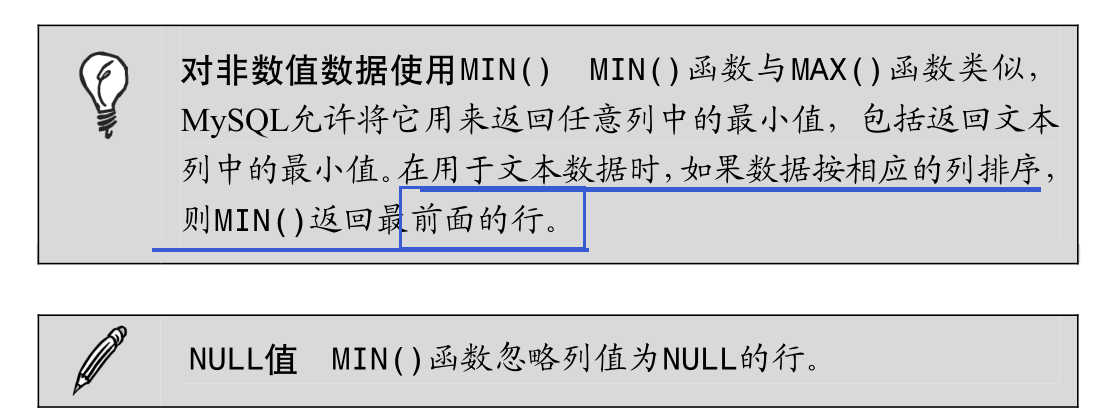 对非数值数据使用MIN() MIN()函数与MAX()函数类似，
MySQL允许将它用来返回任意列中的最小值，包括返回文本
列中的最小值。在用于文本数据时，如果数据按相应的列排序，
则MIN()返回最前面的行。
NULL值 MIN()函数忽略列值为NULL的行。